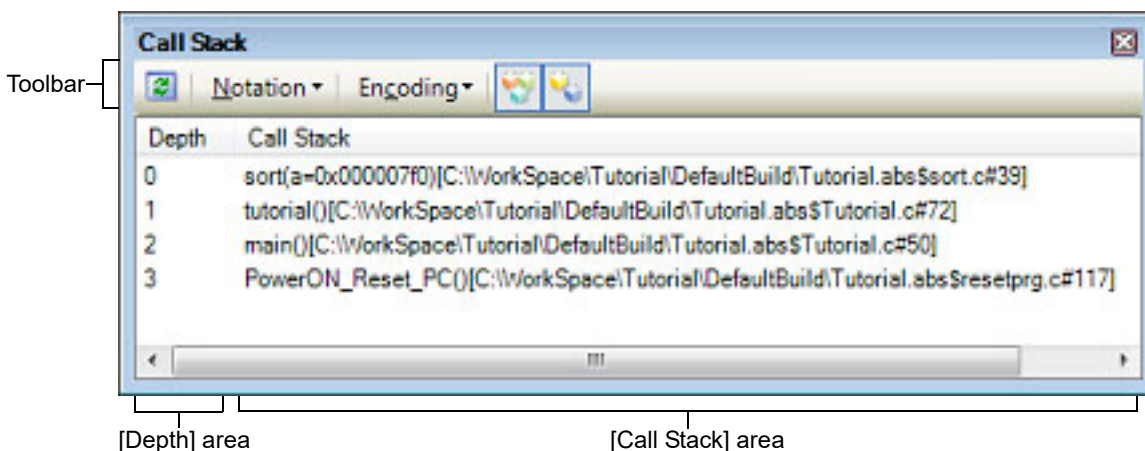 Call Stack
Toolbar
Notation Encoding
Depth Call Stack
0 sort(a=0x000007f0)[C:\WorkSpace\Tutorial\DefaultBuild\Tutorial.abs$sort.c#39]
1 tutorial()[C:\WorkSpace\Tutorial\DefaultBuild\Tutorial.abs$Tutorial.c#72]
2 main()[C:\WorkSpace\Tutorial\DefaultBuild\Tutorial.abs$Tutorial.c#50]
3 PowerON_Reset_PC()[C:\WorkSpace\Tutorial\DefaultBuild\Tutorial.abs$resetprg.c#117]
[Depth] area [Call Stack] area